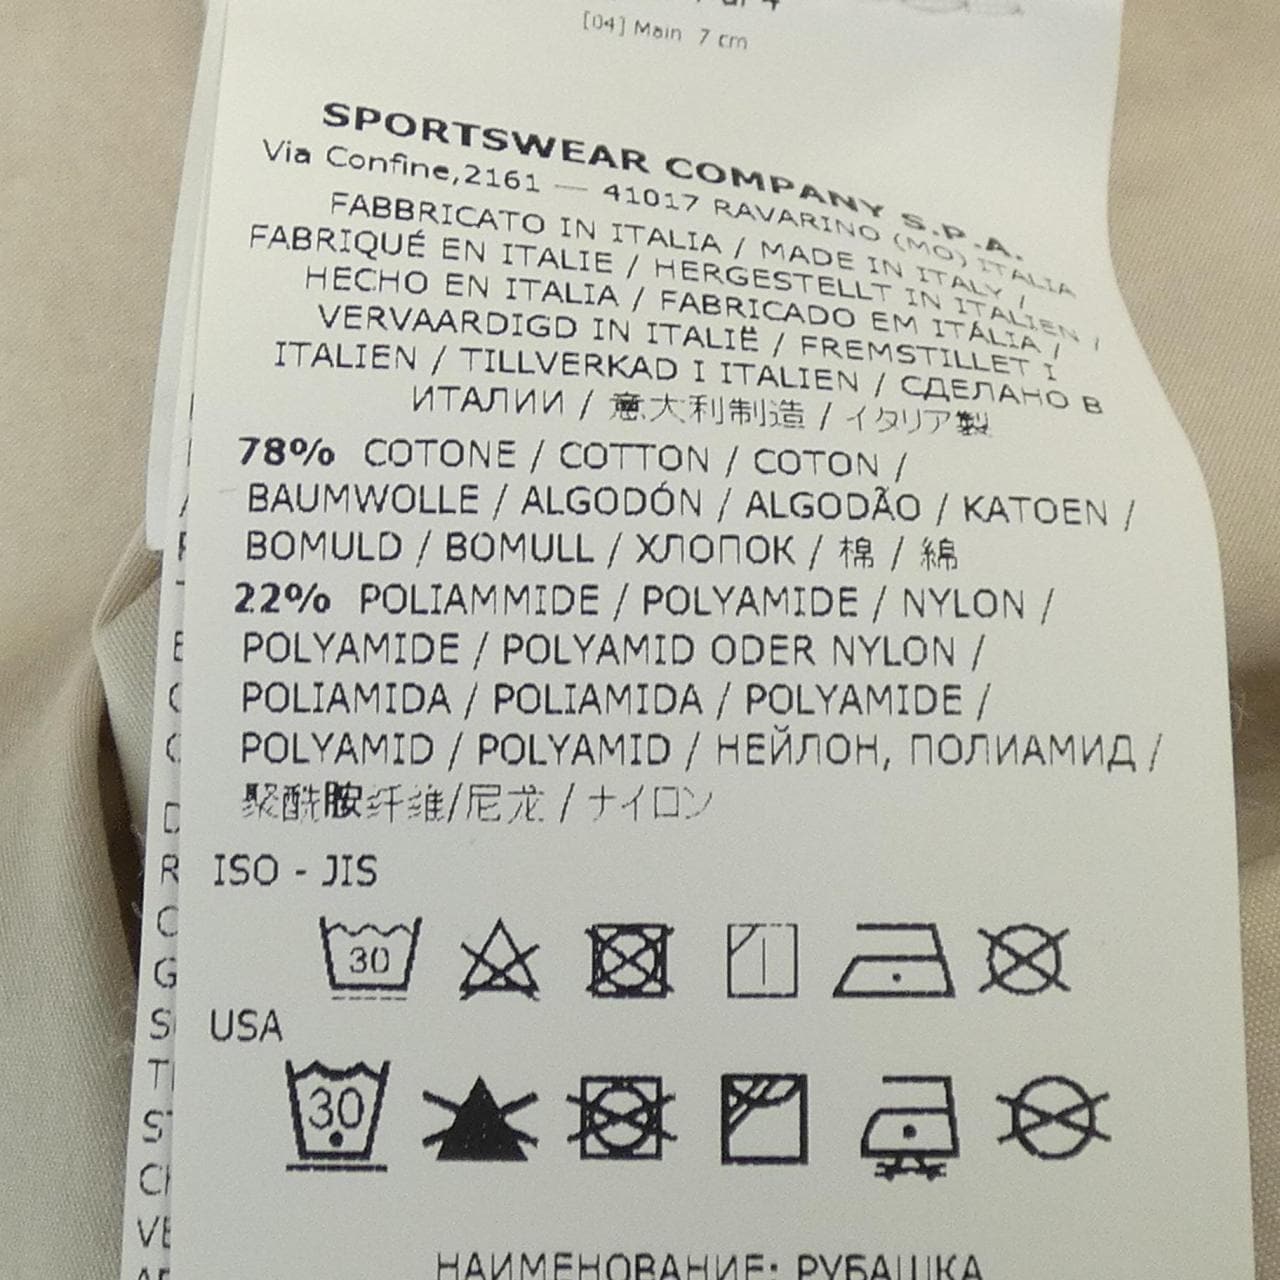 [04] Main 7 cm
SPORTSWEAR COMPANY S.P.A.
Via Confine,2161 — 41017 RAVARINO (MO) ITALIA
FABBRICATO IN ITALIA / MADE IN ITALY /
FABRIQUÉ EN ITALIE / HERGESTELLT IN ITALIEN /
HECHO EN ITALIA / FABRICADO EM ITÁLIA /
VERVAARDIGD IN ITALIË / FREMSTILLET I
ITALIEN / TILLVERKAD I ITALIEN / СДЕЛАНО В
ИТАЛИИ / 意大利制造 / イタリア製
78% COTONE / COTTON / COTON /
BAUMWOLLE / ALGODÓN / ALGODÃO / KATOEN /
BOMULD / BOMULL / ХЛОПОК / 棉 / 綿
22% POLIAMMIDE / POLYAMIDE / NYLON /
POLYAMIDE / POLYAMID ODER NYLON /
POLIAMIDA / POLIAMIDA / POLYAMIDE /
POLYAMID / POLYAMID / НЕЙЛОН, ПОЛИАМИД /
聚酰胺纤维/尼龙 / ナイロン
ISO - JIS
30
USA
30
НАИМЕНОВАНИЕ: РУБАШКА